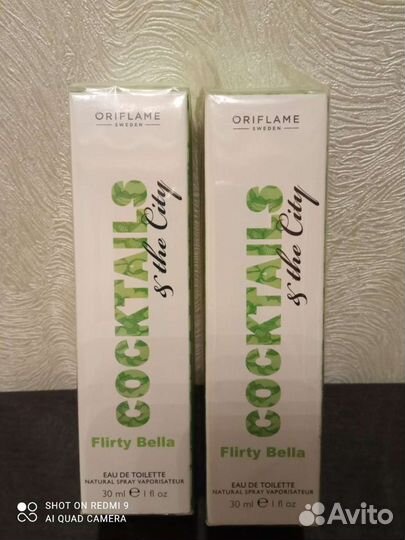 ORIFLAME
SWEDEN
COCKTAILS
& the City
Flirty Bella
EAU DE TOILETTE
NATURAL SPRAY VAPORISATEUR
30 ml ℮ 1 fl oz
ORIFLAME
SWEDEN
COCKTAILS
& the City
Flirty Bella
EAU DE TOILETTE
NATURAL SPRAY VAPORISATEUR
30 ml ℮ 1 fl oz
SHOT ON REDMI 9
AI QUAD CAMERA
Avito